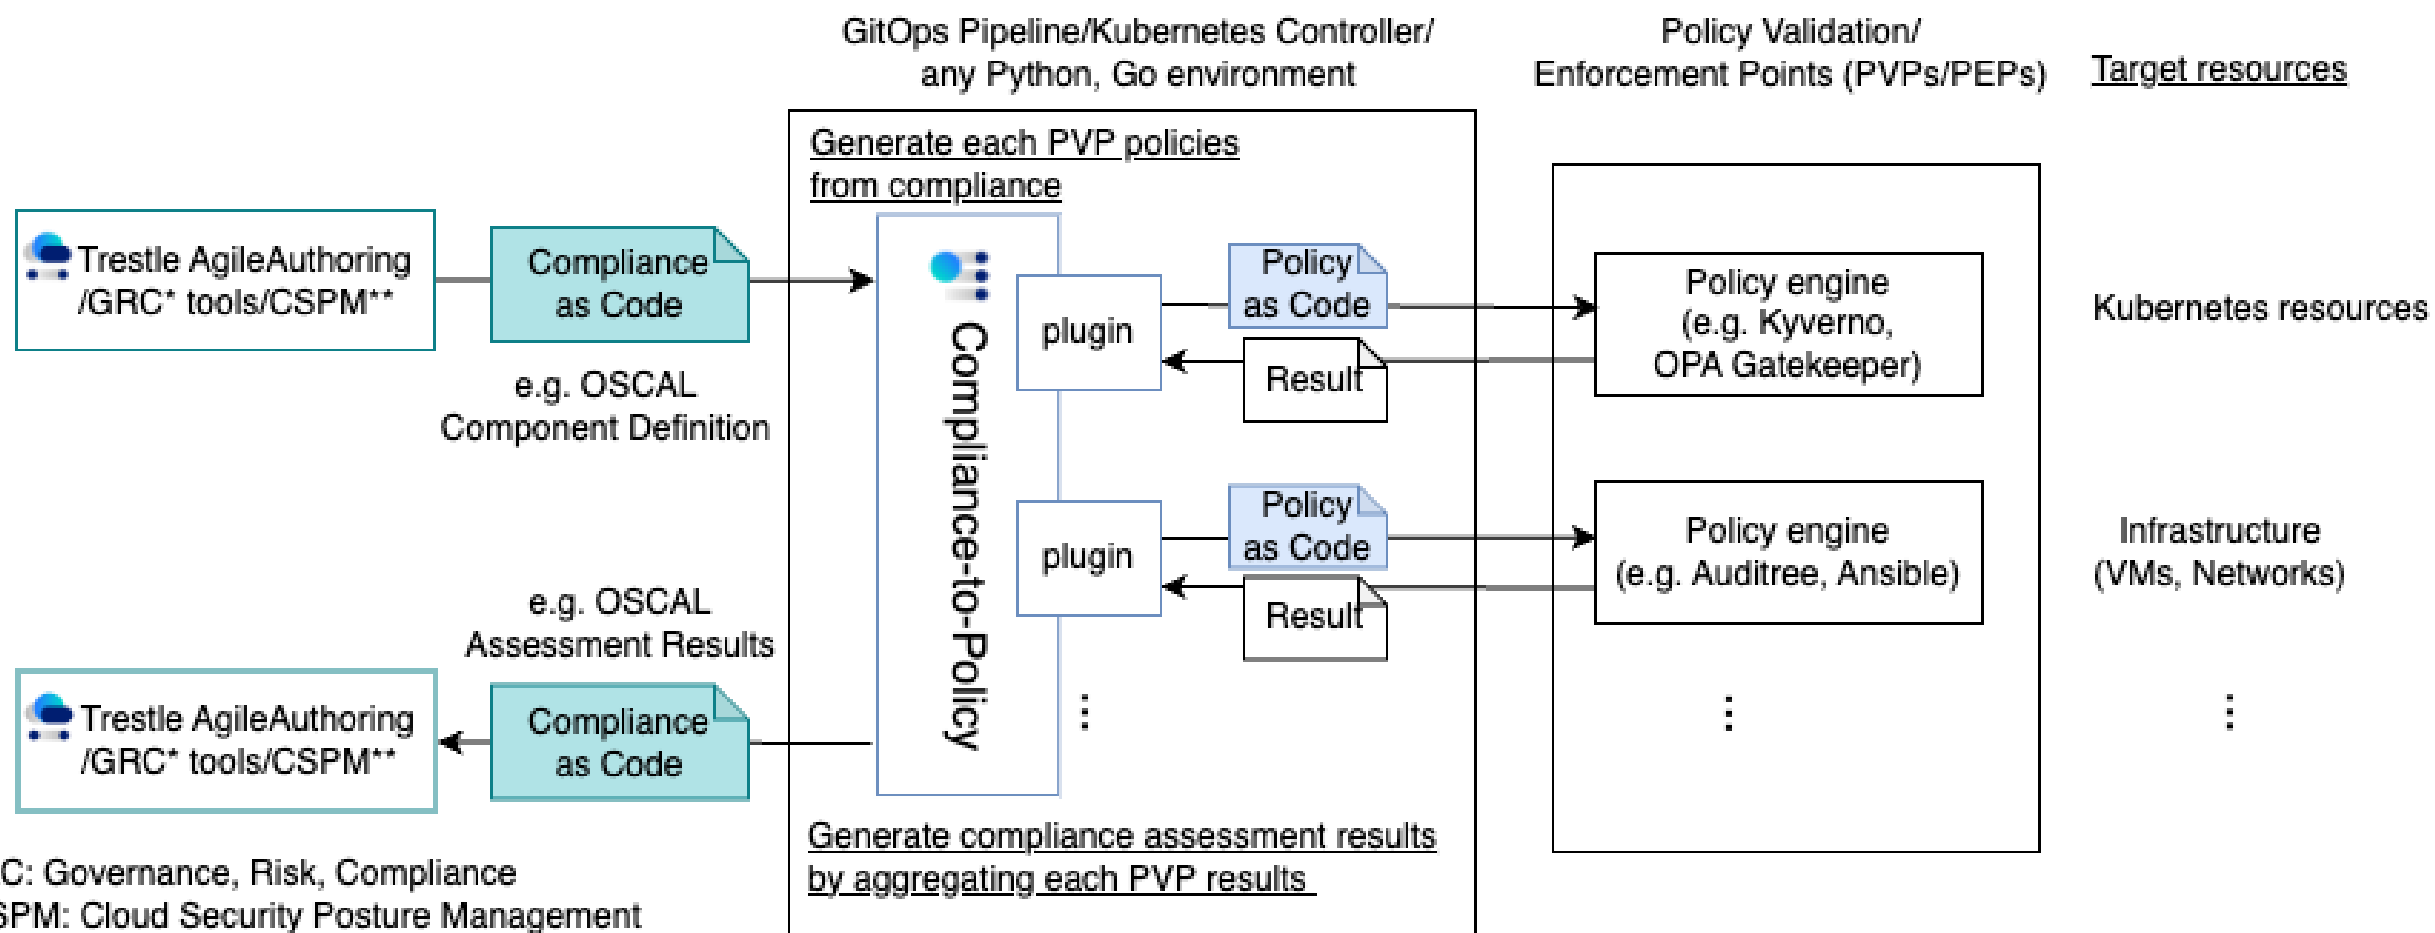 GitOps Pipeline/Kubernetes Controller/
any Python, Go environment
Policy Validation/
Enforcement Points (PVPs/PEPs)
Target resources
Generate each PVP policies
from compliance
Trestle AgileAuthoring
/GRC* tools/CSPM**
Compliance
as Code
e.g. OSCAL
Component Definition
Compliance-to-Policy
plugin
Policy
as Code
Result
Policy engine
(e.g. Kyverno,
OPA Gatekeeper)
Kubernetes resources
plugin
Policy
as Code
Result
Policy engine
(e.g. Auditree, Ansible)
Infrastructure
(VMs, Networks)
e.g. OSCAL
Assessment Results
Trestle AgileAuthoring
/GRC* tools/CSPM**
Compliance
as Code
⋮
⋮
⋮
Generate compliance assessment results
by aggregating each PVP results
C: Governance, Risk, Compliance
SPM: Cloud Security Posture Management